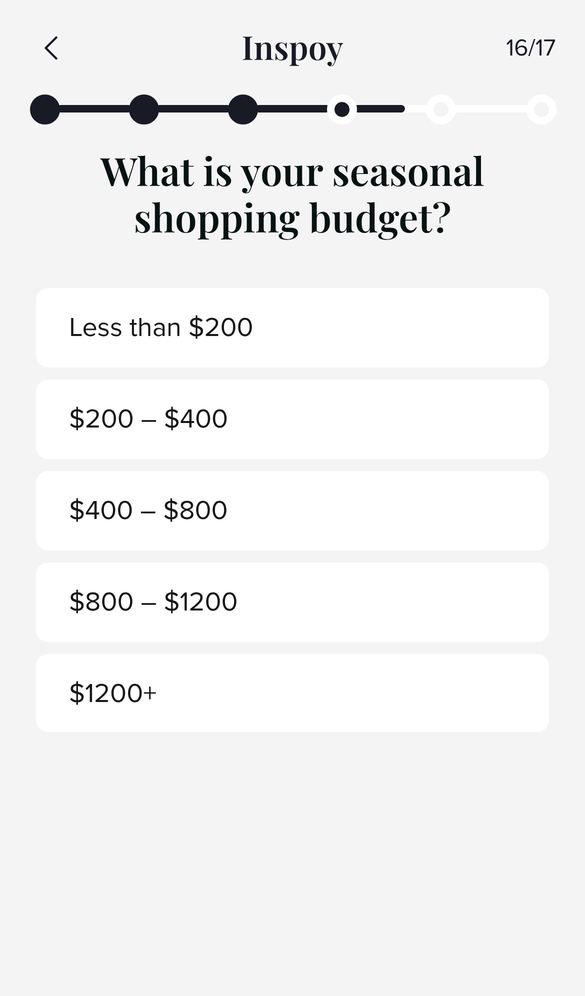 Inspoy
16/17
What is your seasonal
shopping budget?
Less than $200
$200 – $400
$400 – $800
$800 – $1200
$1200+